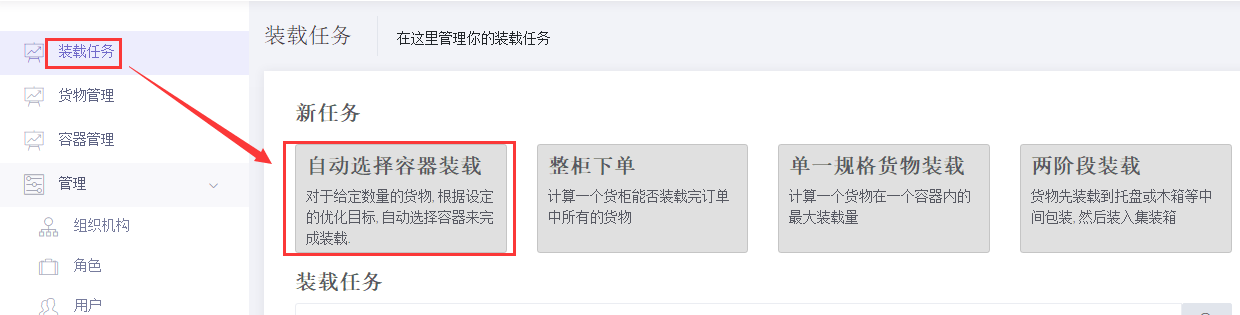 装载任务
货物管理
容器管理
管理
组织机构
角色
用户
装载任务
在这里管理你的装载任务
新任务
自动选择容器装载
对于给定数量的货物, 根据设定
的优化目标, 自动选择容器来完
成装载.
整柜下单
计算一个货柜能否装载完订单
中所有的货物
单一规格货物装载
计算一个货物在一个容器内的
最大装载量
两阶段装载
货物先装载到托盘或木箱等中
间包装, 然后装入集装箱
装载任务